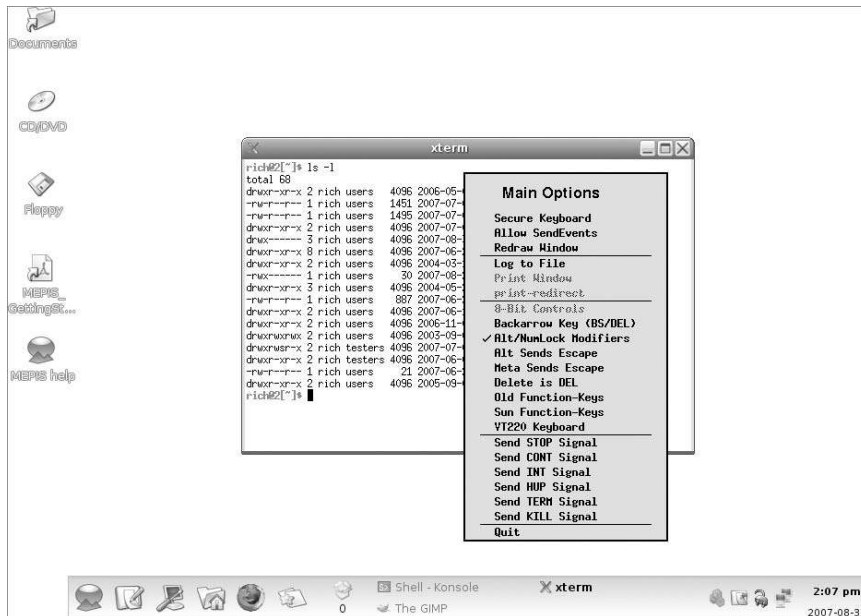 Documents
CD/DVD
Floppy
MEPIS_
GettingSt....
MEPIS help
xterm
rich@2[~]$ ls -l
total 68
drwxr-xr-x 2 rich users 4096 2006-05-
-rw-r--r-- 1 rich users 1451 2007-07-
-rw-r--r-- 1 rich users 1495 2007-07-
drwxr-xr-x 2 rich users 4096 2007-07-
drwx------ 3 rich users 4096 2007-08-
drwxr-xr-x 8 rich users 4096 2007-06-
drwxr-xr-x 2 rich users 4096 2004-03-
-rwx------ 1 rich users 30 2007-08-
drwxr-xr-x 3 rich users 4096 2004-05-
-rw-r--r-- 1 rich users 887 2007-06-
drwxr-xr-x 2 rich users 4096 2007-06-
drwxr-xr-x 2 rich users 4096 2006-11-
drwxrwxrwx 2 rich users 4096 2003-09-
drwxrwsr-x 2 rich testers 4096 2007-07-
drwxr-xr-x 2 rich testers 4096 2007-06-
-rw-r--r-- 1 rich users 21 2007-06-
drwxr-xr-x 2 rich users 4096 2005-09-
rich@2[~]$
Main Options
Secure Keyboard
Allow SendEvents
Redraw Window
Log to File
Print Window
print-redirect
8-Bit Controls
Backarrow Key (BS/DEL)
✓Alt/NumLock Modifiers
Alt Sends Escape
Meta Sends Escape
Delete is DEL
Old Function-Keys
Sun Function-Keys
VT220 Keyboard
Send STOP Signal
Send CONT Signal
Send INT Signal
Send HUP Signal
Send TERM Signal
Send KILL Signal
Quit
0
Shell - Konsole
The GIMP
xterm
2:07 pm
2007-08-3